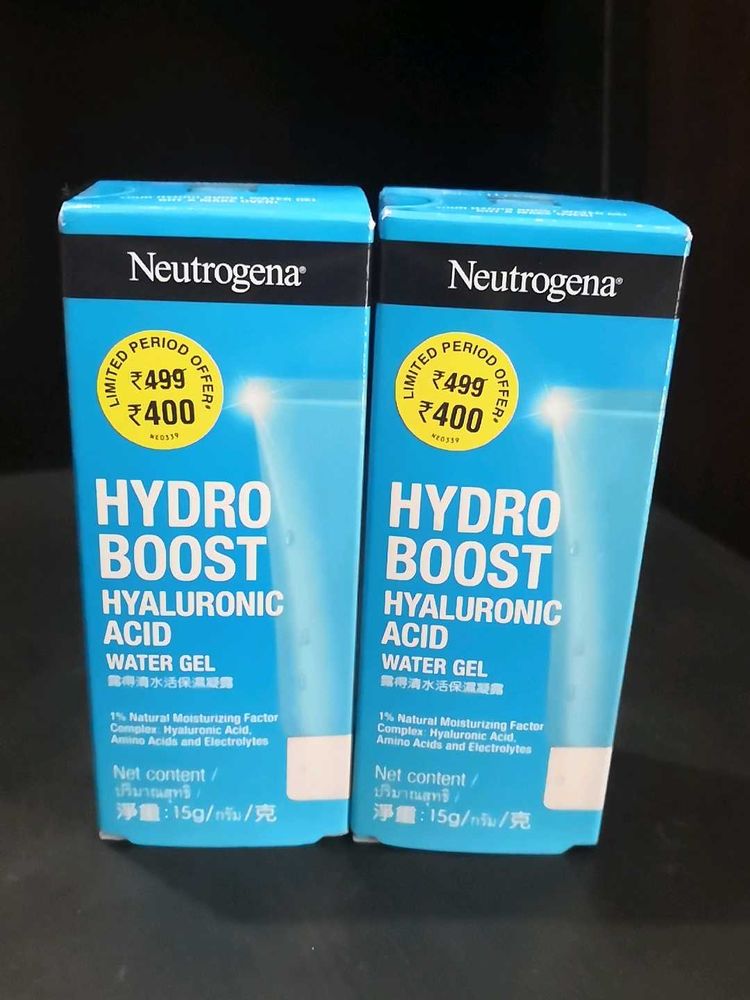 Neutrogena®
LIMITED PERIOD OFFER#
₹499
₹400
NEO339
HYDRO
BOOST
HYALURONIC
ACID
WATER GEL
露得清水活保濕凝露
1% Natural Moisturizing Factor
Complex: Hyaluronic Acid,
Amino Acids and Electrolytes
Net content /
ปริมาณสุทธิ /
淨重 : 15g/กรัม/克
Neutrogena®
LIMITED PERIOD OFFER#
₹499
₹400
NEO339
HYDRO
BOOST
HYALURONIC
ACID
WATER GEL
露得清水活保濕凝露
1% Natural Moisturizing Factor
Complex: Hyaluronic Acid,
Amino Acids and Electrolytes
Net content /
ปริมาณสุทธิ /
淨重 : 15g/กรัม/克